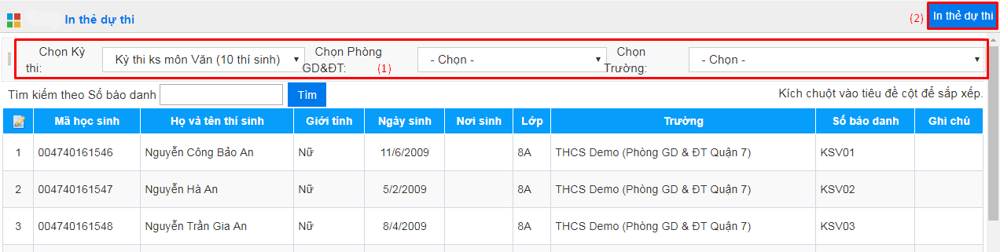 In thẻ dự thi
(2) In thẻ dự thi
Chọn Kỳ thi: Kỳ thi ks môn Văn (10 thí sinh) Chọn Phòng GD&ĐT: (1) - Chọn - Chọn Trường: - Chọn -
Tìm kiếm theo Số báo danh Tìm Kích chuột vào tiêu đề cột để sắp xếp.
Mã học sinh Họ và tên thí sinh Giới tính Ngày sinh Nơi sinh Lớp Trường Số báo danh Ghi chú
1 004740161546 Nguyễn Công Bảo An Nữ 11/6/2009 8A THCS Demo (Phòng GD & ĐT Quận 7) KSV01
2 004740161547 Nguyễn Hà An Nữ 5/2/2009 8A THCS Demo (Phòng GD & ĐT Quận 7) KSV02
3 004740161548 Nguyễn Trần Gia An Nữ 8/4/2009 8A THCS Demo (Phòng GD & ĐT Quận 7) KSV03